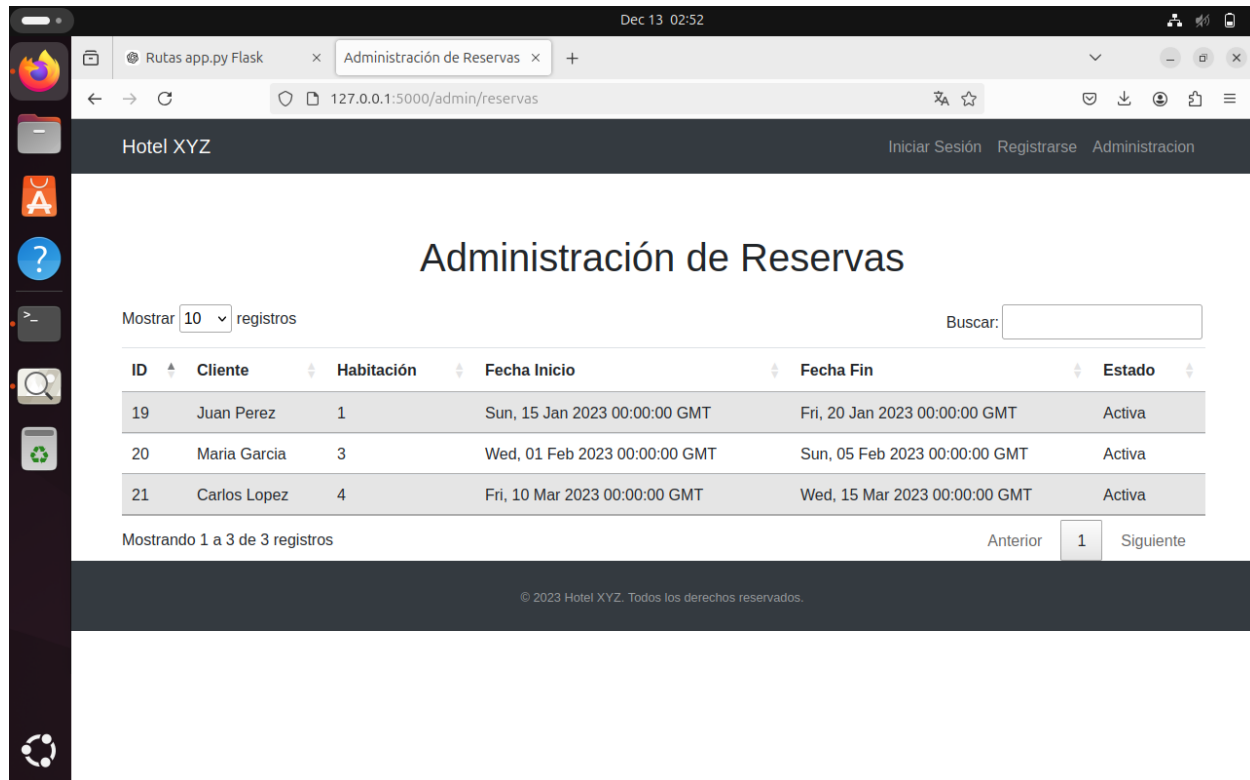 Dec 13 02:52
Rutas app.py Flask
Administración de Reservas
127.0.0.1:5000/admin/reservas
Hotel XYZ Iniciar Sesión Registrarse Administracion
Administración de Reservas
Mostrar 10 registros Buscar:
ID Cliente Habitación Fecha Inicio Fecha Fin Estado
19 Juan Perez 1 Sun, 15 Jan 2023 00:00:00 GMT Fri, 20 Jan 2023 00:00:00 GMT Activa
20 Maria Garcia 3 Wed, 01 Feb 2023 00:00:00 GMT Sun, 05 Feb 2023 00:00:00 GMT Activa
21 Carlos Lopez 4 Fri, 10 Mar 2023 00:00:00 GMT Wed, 15 Mar 2023 00:00:00 GMT Activa
Mostrando 1 a 3 de 3 registros Anterior 1 Siguiente
© 2023 Hotel XYZ. Todos los derechos reservados.